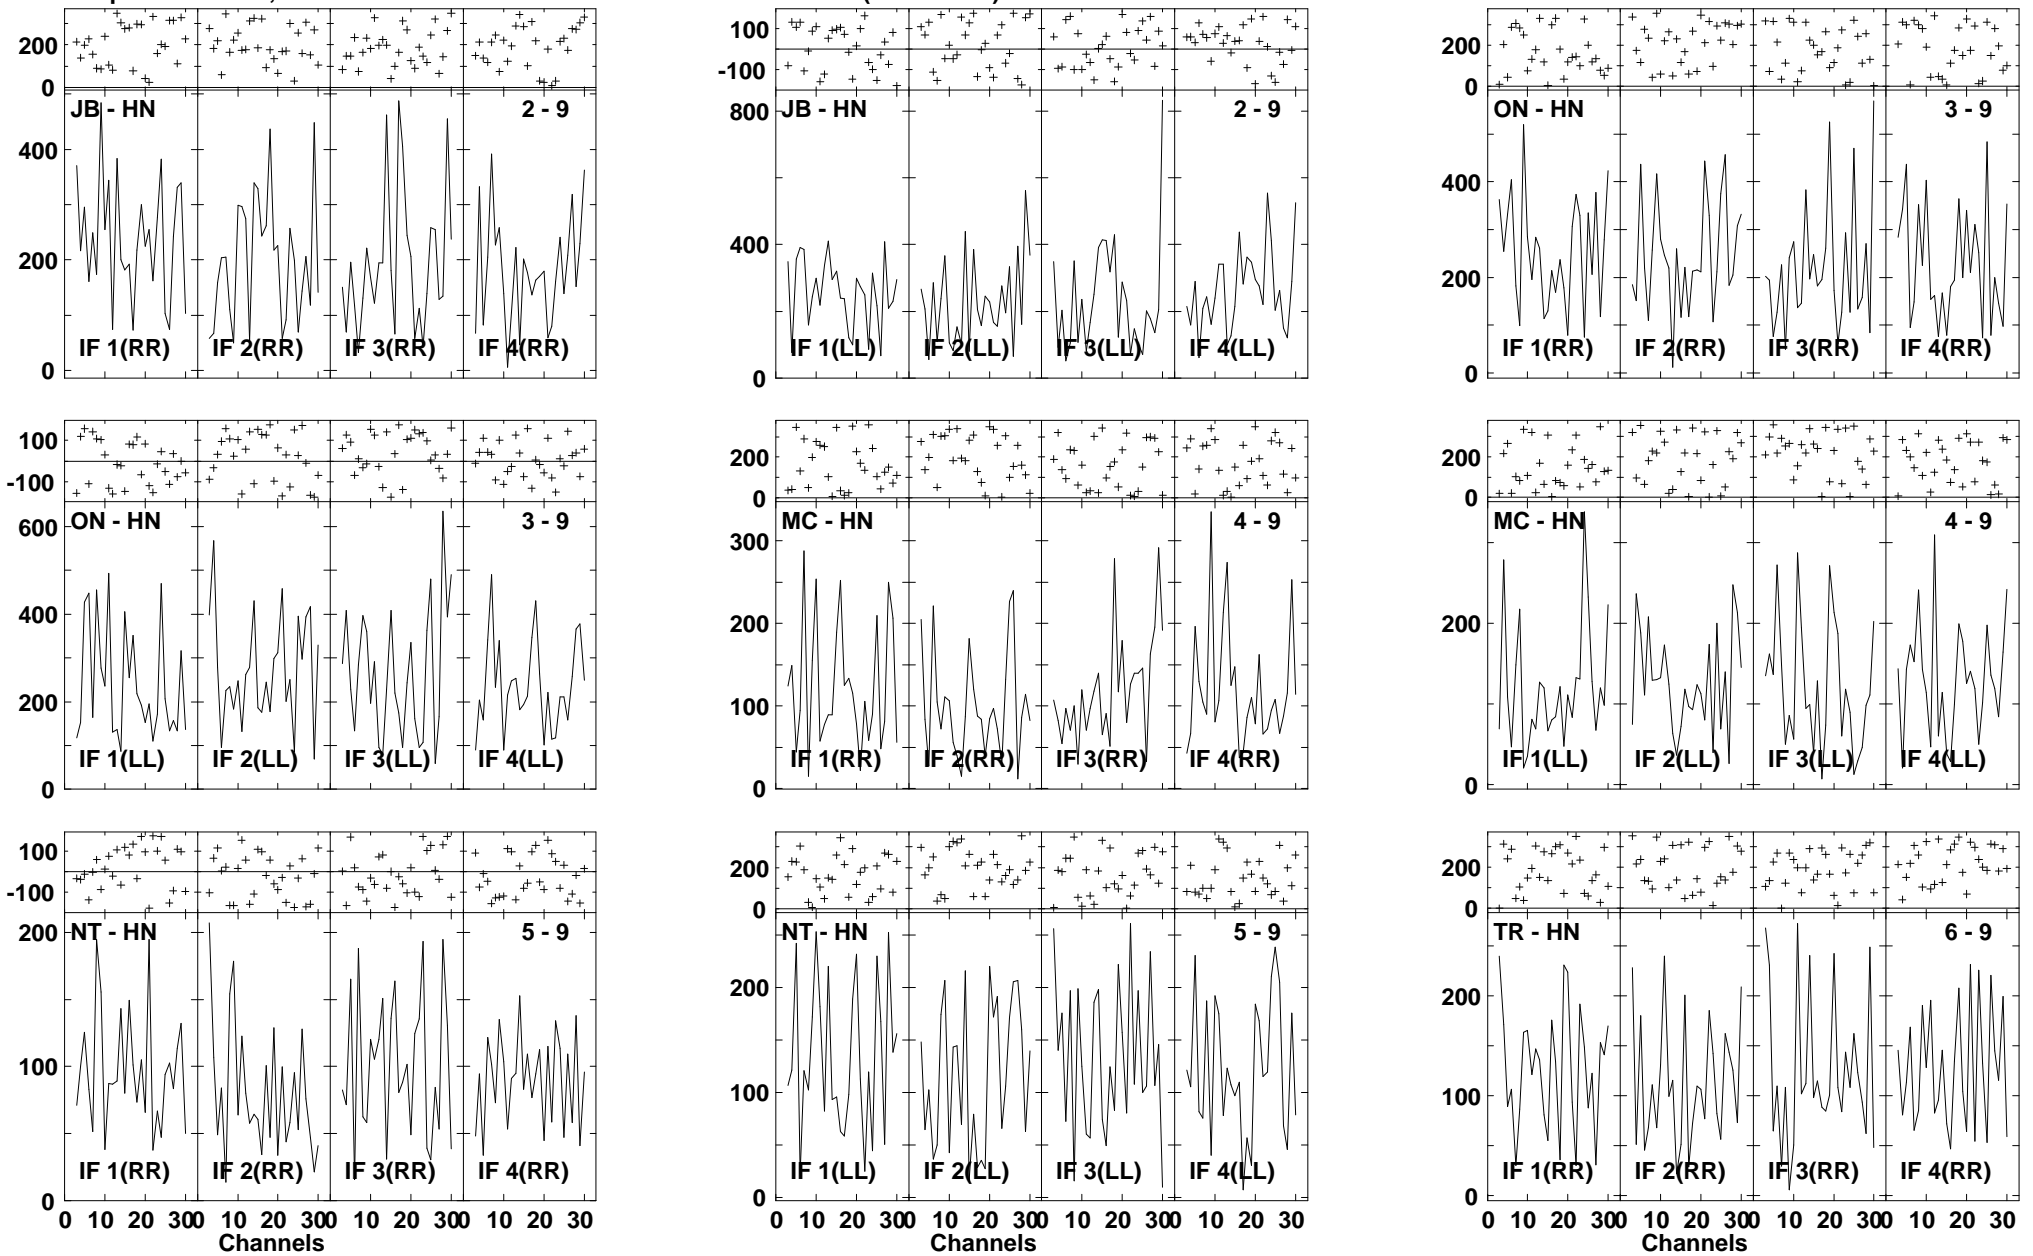 200 0 100 -100 200 0
JB - HN 2 - 9 JB - HN 2 - 9 ON - HN 3 - 9
400 200 0 800 400 0 400 200 0
IF 1(RR) IF 2(RR) IF 3(RR) IF 4(RR) IF 1(LL) IF 2(LL) IF 3(LL) IF 4(LL) IF 1(RR) IF 2(RR) IF 3(RR) IF 4(RR)
100 -100 200 0 200 0
ON - HN 3 - 9 MC - HN 4 - 9 MC - HN 4 - 9
600 400 200 0 300 200 100 0 200 0
IF 1(LL) IF 2(LL) IF 3(LL) IF 4(LL) IF 1(RR) IF 2(RR) IF 3(RR) IF 4(RR) IF 1(LL) IF 2(LL) IF 3(LL) IF 4(LL)
100 -100 200 0 200 0
NT - HN 5 - 9 NT - HN 5 - 9 TR - HN 6 - 9
200 100 0 200 100 0 200 100 0
IF 1(RR) IF 2(RR) IF 3(RR) IF 4(RR) IF 1(LL) IF 2(LL) IF 3(LL) IF 4(LL) IF 1(RR) IF 2(RR) IF 3(RR) IF 4(RR)
0 10 20 30 0 10 20 30 0 10 20 30 0 10 20 30 0 10 20 30 0 10 20 30 0 10 20 30 0 10 20 30 0 10 20 30 0 10 20 30 0 10 20 30 0 10 20 30
Channels Channels Channels